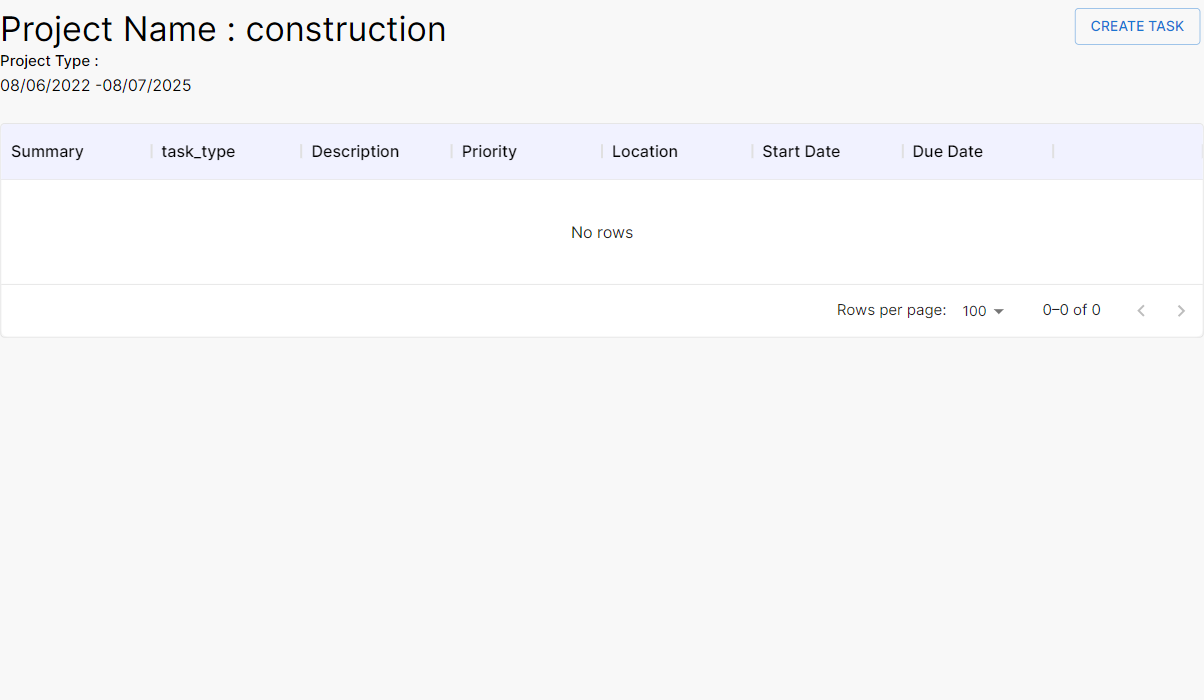 Project Name : construction
CREATE TASK
Project Type :
08/06/2022 -08/07/2025
Summary task_type Description Priority Location Start Date Due Date
No rows
Rows per page: 100 0–0 of 0